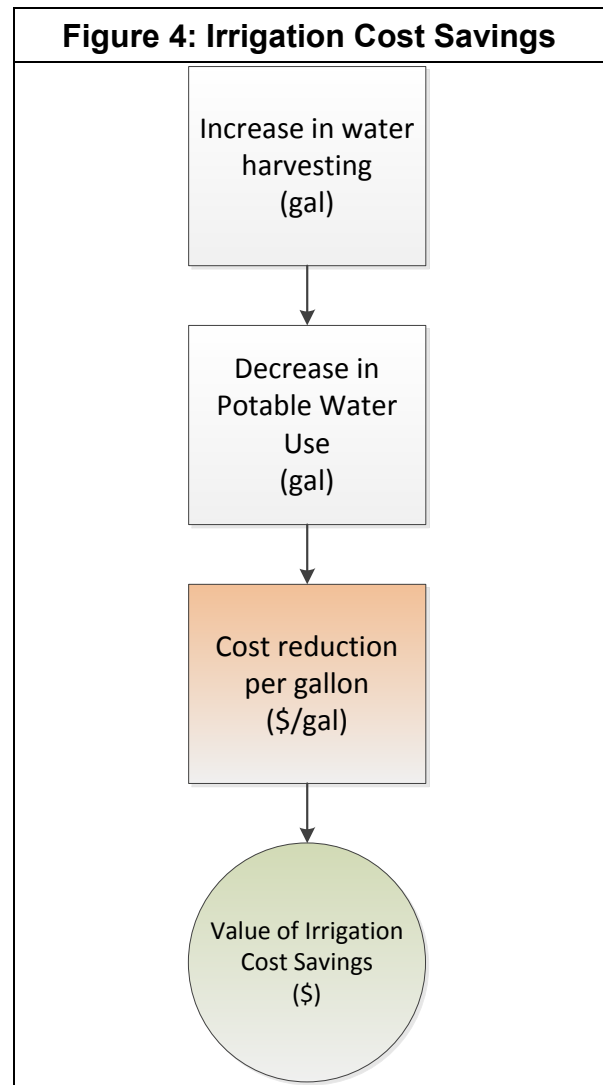 Figure 4: Irrigation Cost Savings
Increase in water
harvesting
(gal)
Decrease in
Potable Water
Use
(gal)
Cost reduction
per gallon
($/gal)
Value of Irrigation
Cost Savings
($)